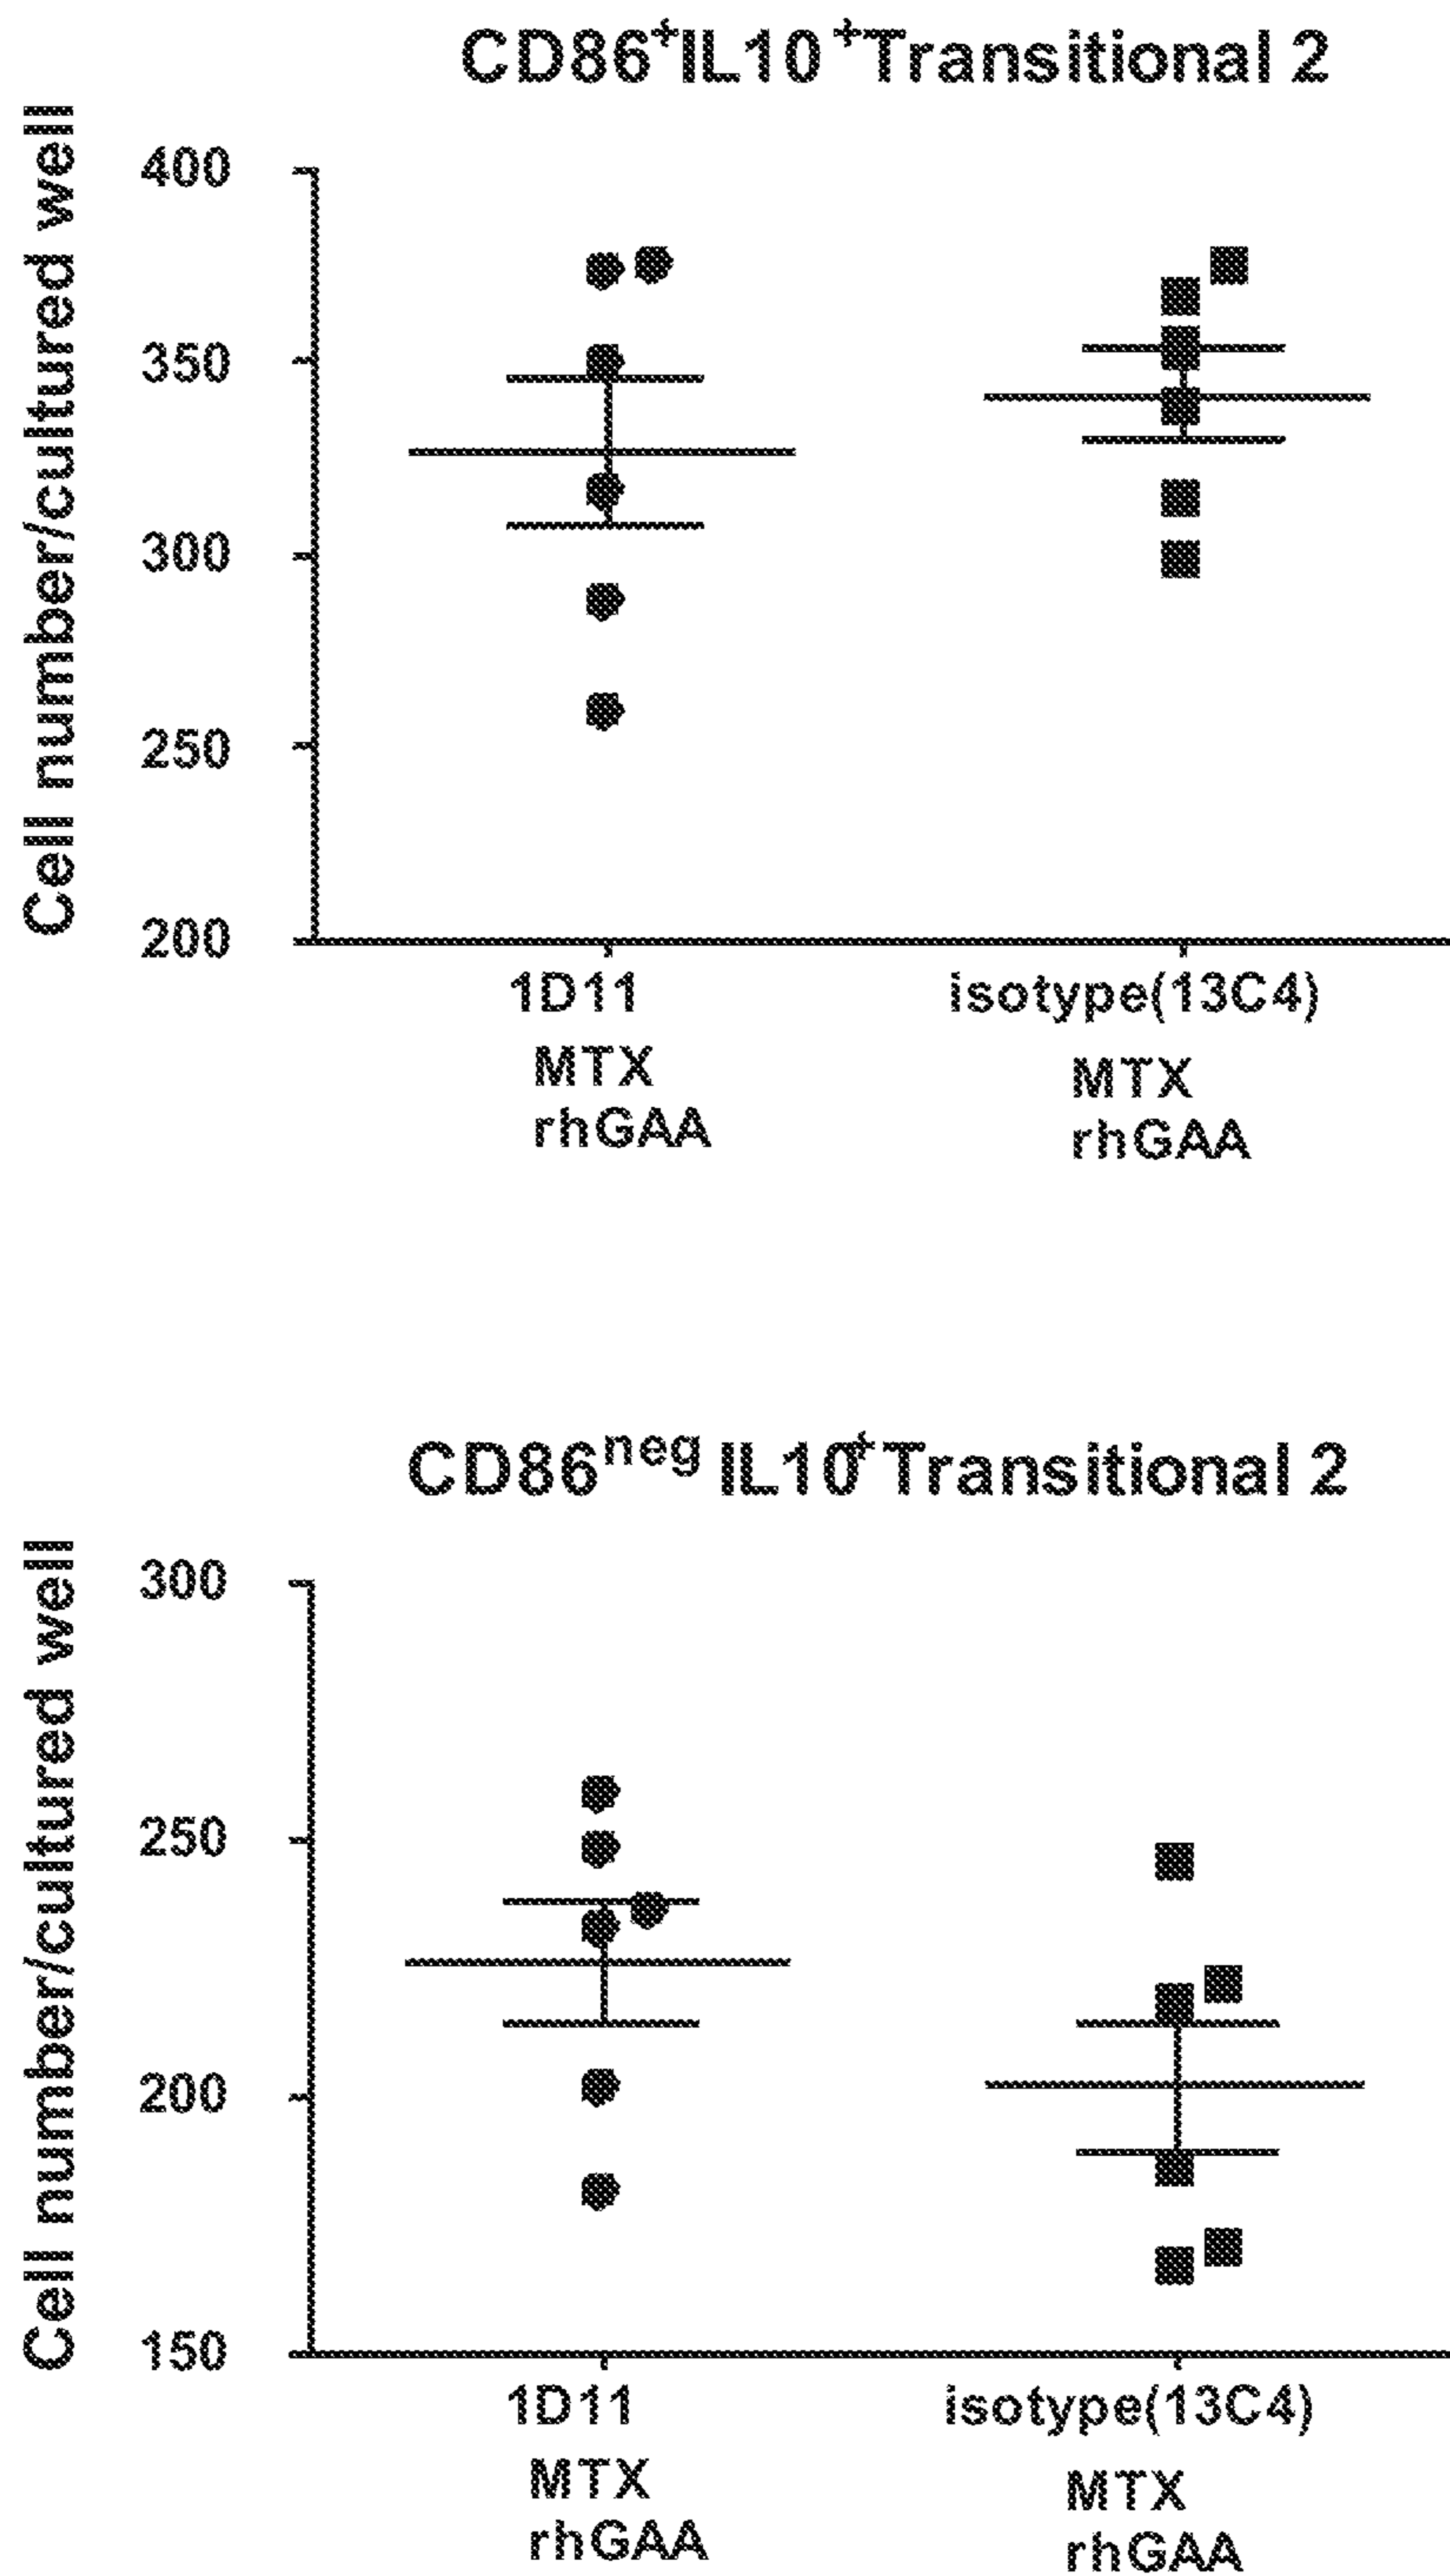 CD86⁺IL10⁺Transitional 2
Cell number/cultured well
400
350
300
250
200
1D11
MTX
rhGAA
isotype(13C4)
MTX
rhGAA
CD86ⁿᵉᵍ IL10⁺Transitional 2
Cell number/cultured well
300
250
200
150
1D11
MTX
rhGAA
isotype(13C4)
MTX
rhGAA